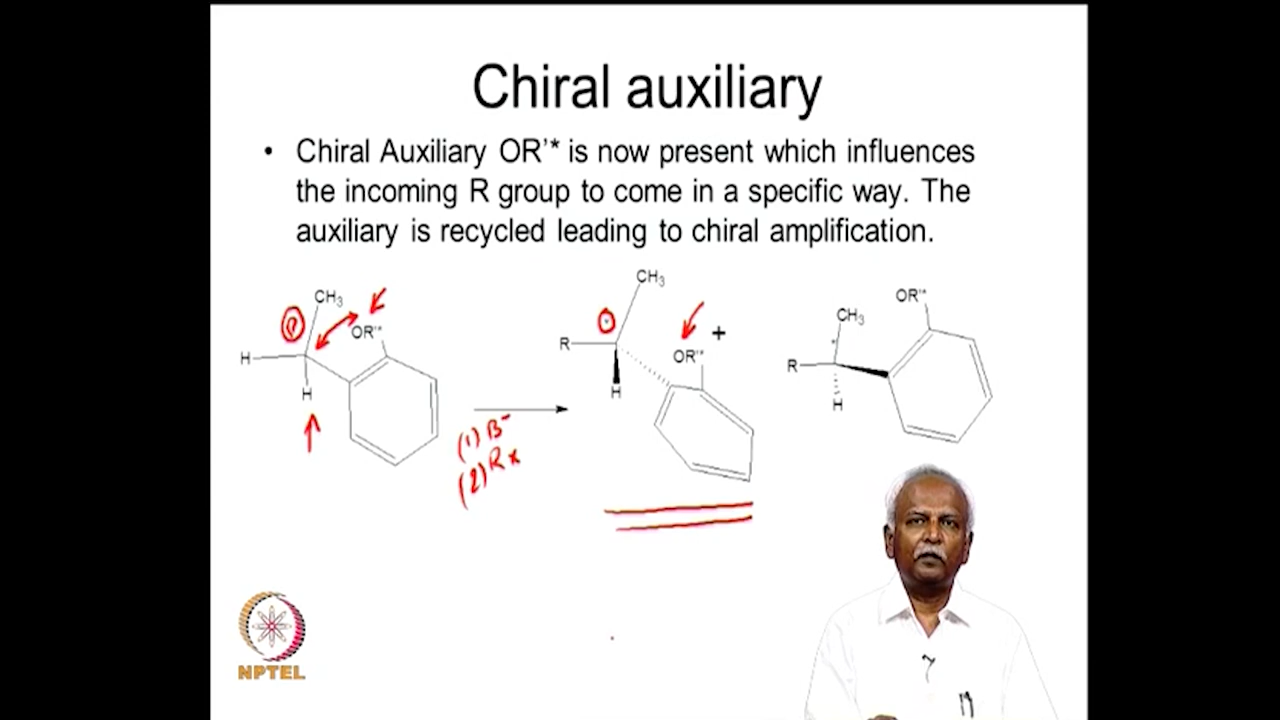 Chiral auxiliary
• Chiral Auxiliary OR'* is now present which influences
the incoming R group to come in a specific way. The
auxiliary is recycled leading to chiral amplification.
CH3
OR'*
H
H
(1) B-
(2) RX
CH3
R
OR'*
H
+
OR'*
CH3
*
R
H
NPTEL